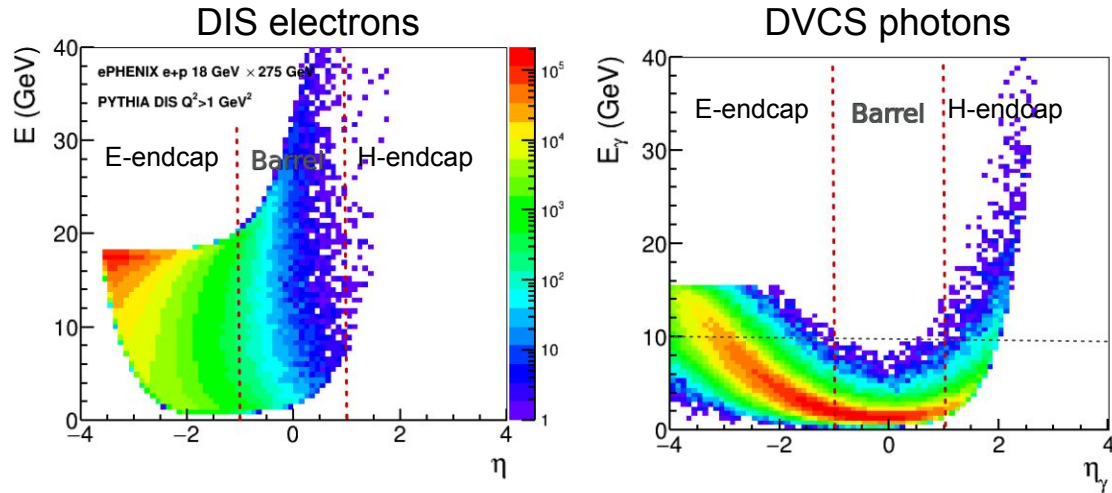 DIS electrons
E (GeV)
40
30
20
10
0
ePHENIX e+p 18 GeV × 275 GeV
PYTHIA DIS Q²>1 GeV²
E-endcap
Barrel
H-endcap
−4
−2
0
2
4
η
10⁵
10⁴
10³
10²
10
1
DVCS photons
Eγ (GeV)
40
30
20
10
0
E-endcap
Barrel
H-endcap
−4
−2
0
2
4
ηγ